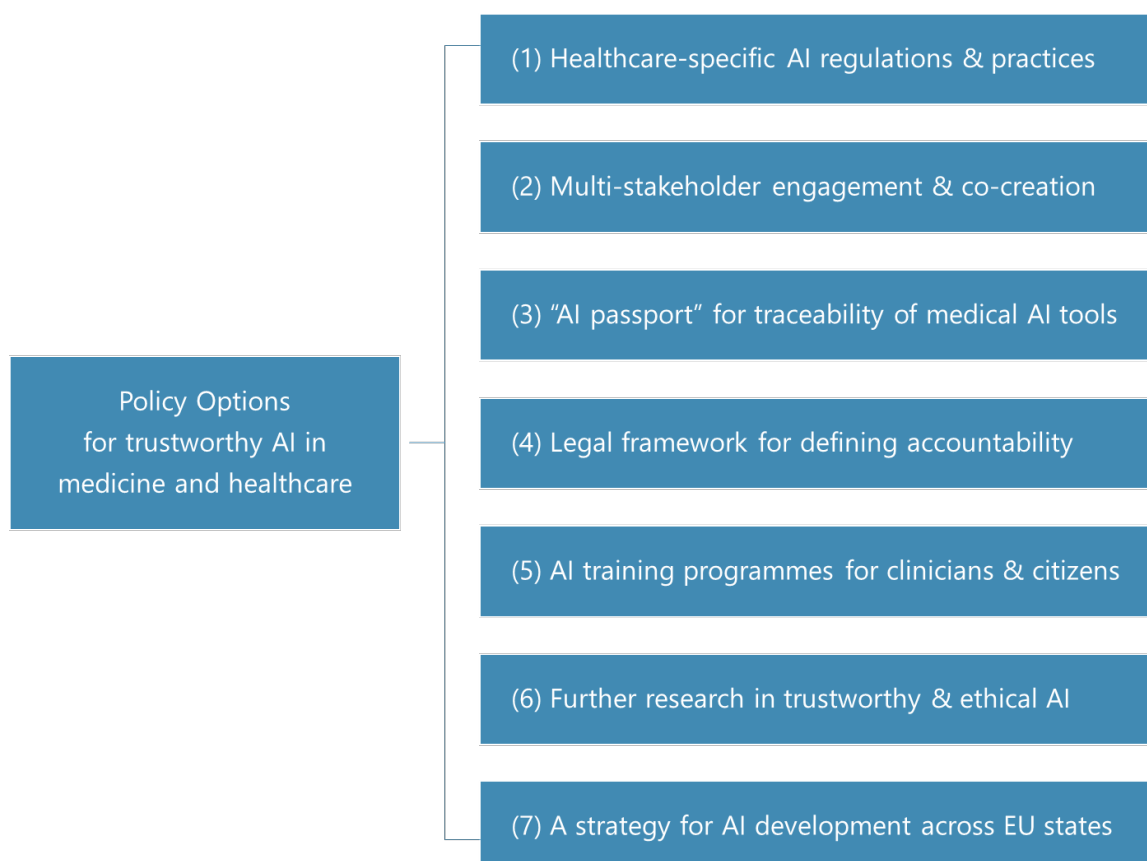 Policy Options
for trustworthy AI in
medicine and healthcare
(1) Healthcare-specific AI regulations & practices
(2) Multi-stakeholder engagement & co-creation
(3) “AI passport” for traceability of medical AI tools
(4) Legal framework for defining accountability
(5) AI training programmes for clinicians & citizens
(6) Further research in trustworthy & ethical AI
(7) A strategy for AI development across EU states